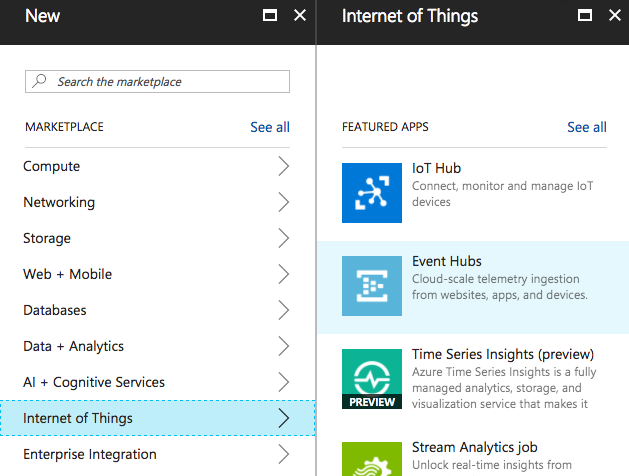 New
Search the marketplace
MARKETPLACE
See all
Compute
Networking
Storage
Web + Mobile
Databases
Data + Analytics
AI + Cognitive Services
Internet of Things
Enterprise Integration
Internet of Things
FEATURED APPS
See all
IoT Hub
Connect, monitor and manage IoT
devices
Event Hubs
Cloud-scale telemetry ingestion
from websites, apps, and devices.
PREVIEW
Time Series Insights (preview)
Azure Time Series Insights is a fully
managed analytics, storage, and
visualization service that makes it
Stream Analytics job
Unlock real-time insights from